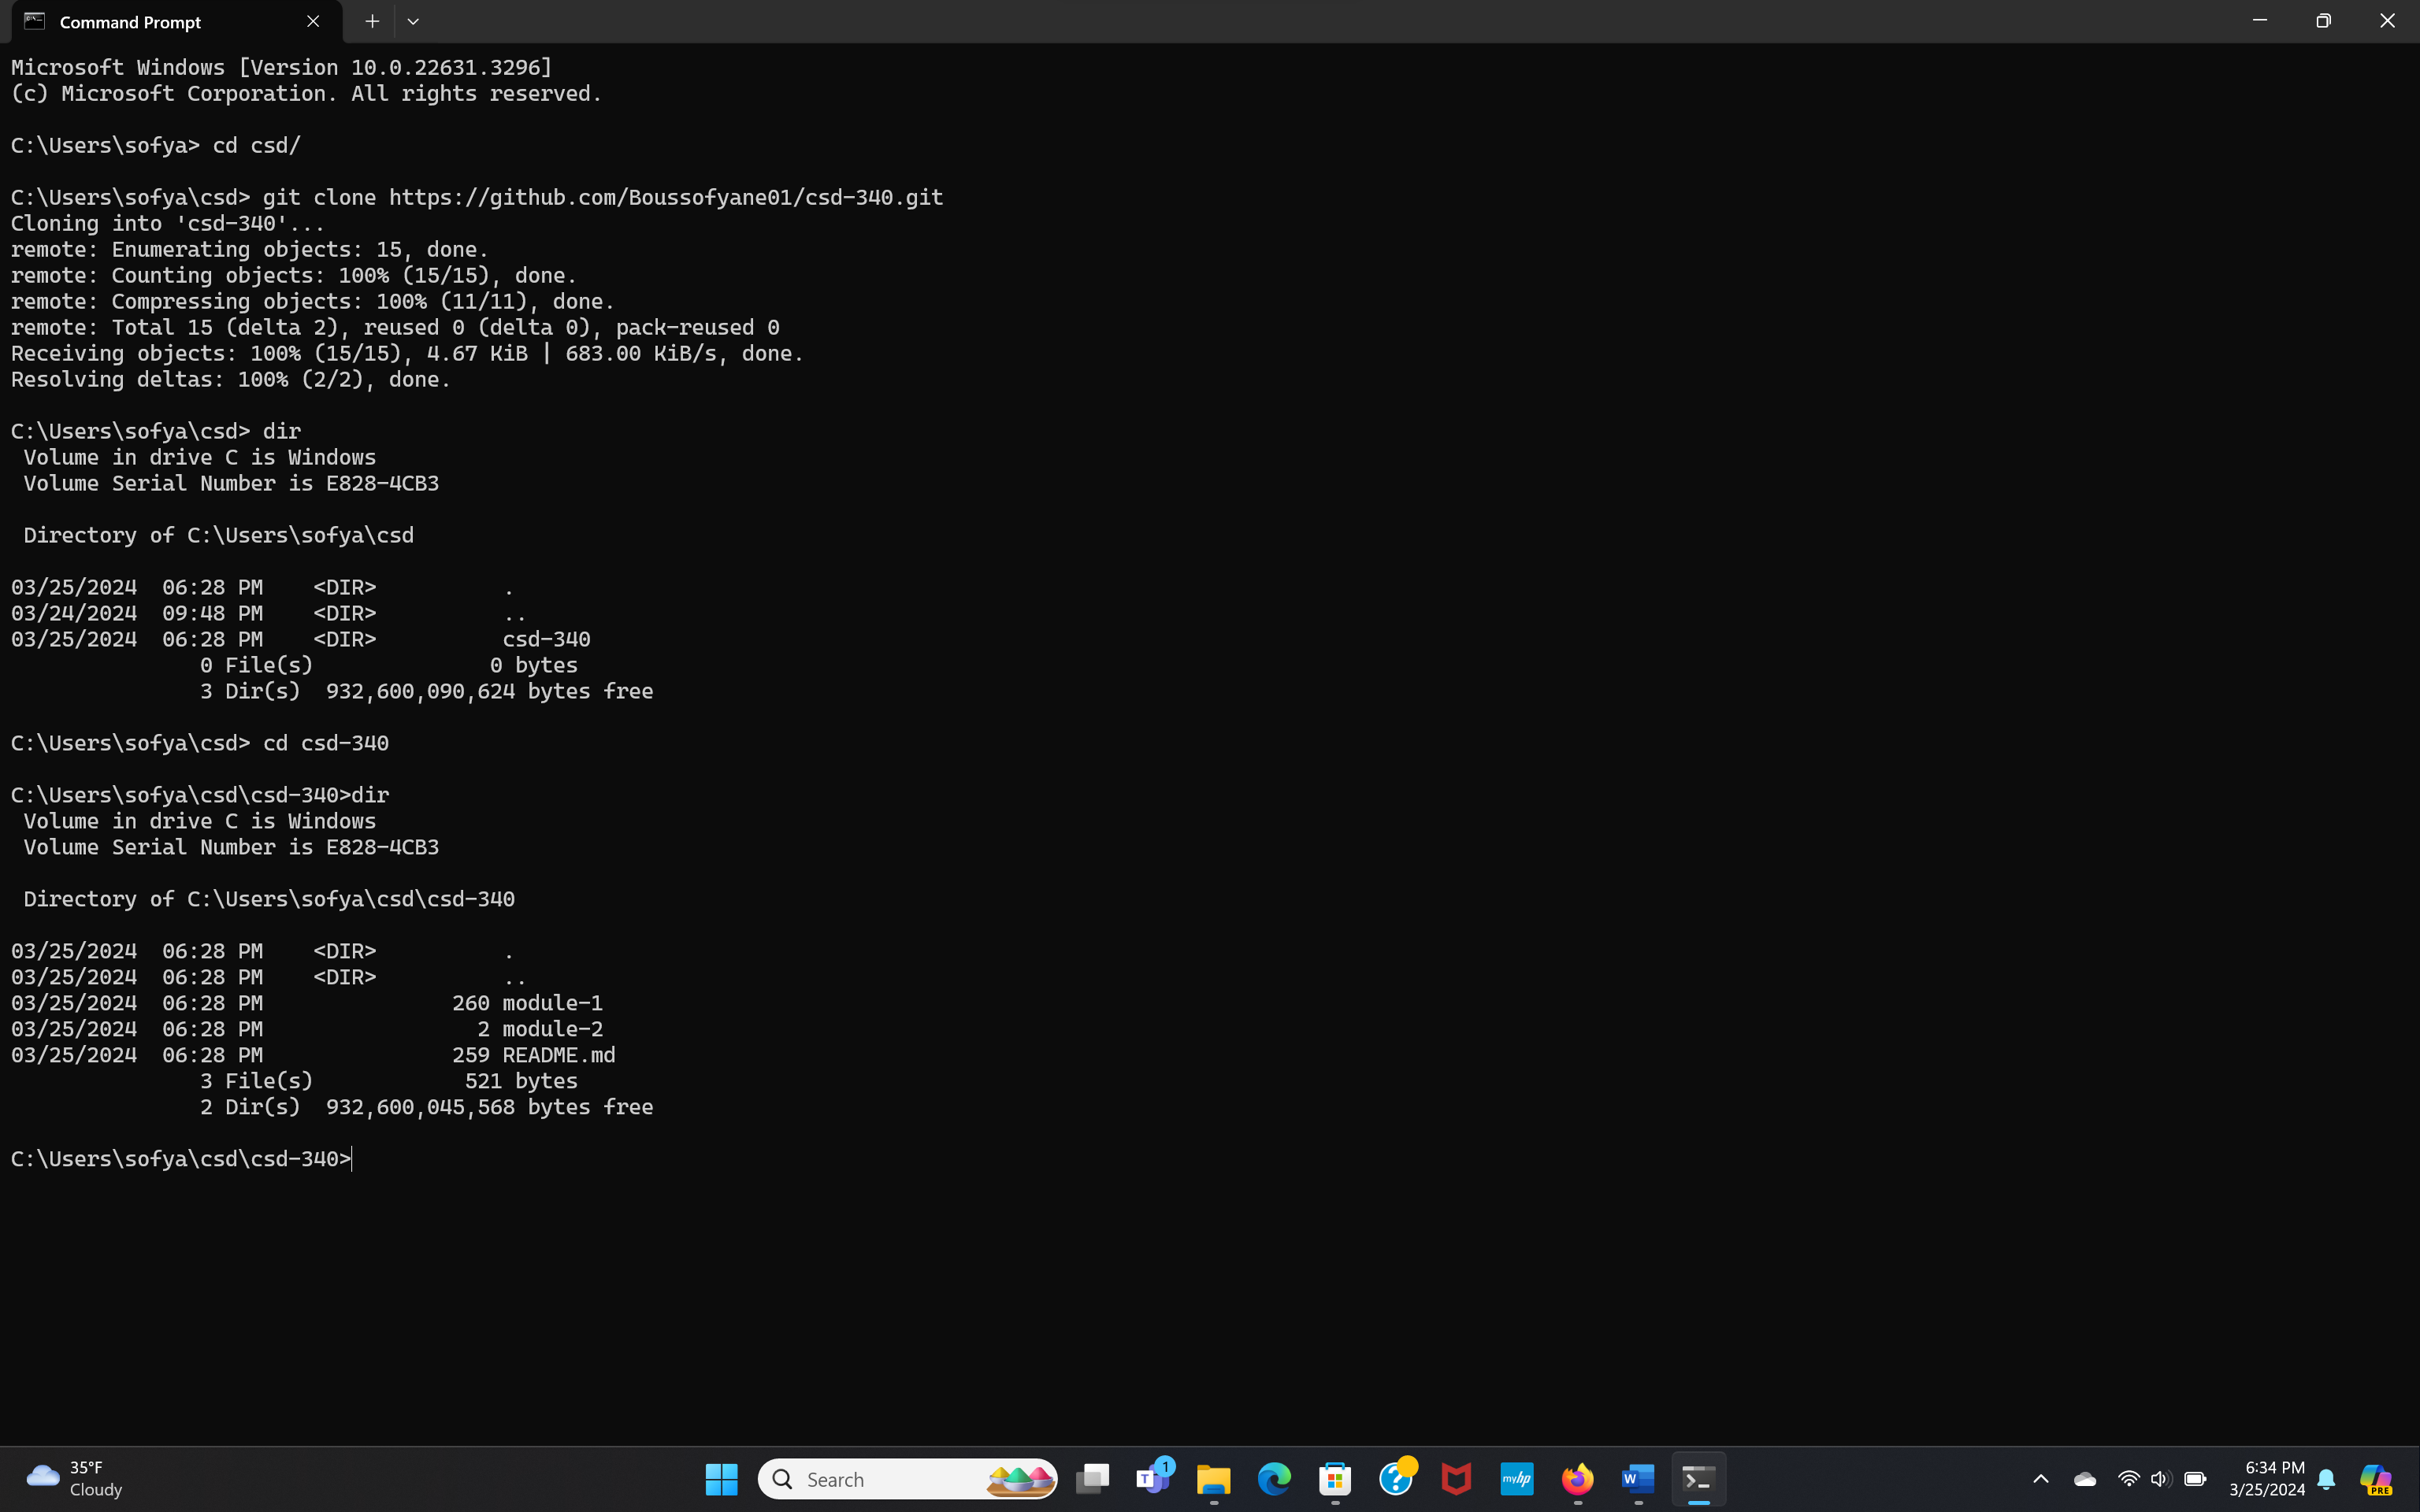 Command Prompt
Microsoft Windows [Version 10.0.22631.3296]
(c) Microsoft Corporation. All rights reserved.
C:\Users\sofya> cd csd/
C:\Users\sofya\csd> git clone https://github.com/Boussofyane01/csd-340.git
Cloning into 'csd-340'...
remote: Enumerating objects: 15, done.
remote: Counting objects: 100% (15/15), done.
remote: Compressing objects: 100% (11/11), done.
remote: Total 15 (delta 2), reused 0 (delta 0), pack-reused 0
Receiving objects: 100% (15/15), 4.67 KiB | 683.00 KiB/s, done.
Resolving deltas: 100% (2/2), done.
C:\Users\sofya\csd> dir
Volume in drive C is Windows
Volume Serial Number is E828-4CB3
Directory of C:\Users\sofya\csd
03/25/2024  06:28 PM    <DIR>          .
03/24/2024  09:48 PM    <DIR>          ..
03/25/2024  06:28 PM    <DIR>          csd-340
0 File(s)              0 bytes
3 Dir(s)  932,600,090,624 bytes free
C:\Users\sofya\csd> cd csd-340
C:\Users\sofya\csd\csd-340>dir
Volume in drive C is Windows
Volume Serial Number is E828-4CB3
Directory of C:\Users\sofya\csd\csd-340
03/25/2024  06:28 PM    <DIR>          .
03/25/2024  06:28 PM    <DIR>          ..
03/25/2024  06:28 PM               260 module-1
03/25/2024  06:28 PM                 2 module-2
03/25/2024  06:28 PM               259 README.md
3 File(s)            521 bytes
2 Dir(s)  932,600,045,568 bytes free
C:\Users\sofya\csd\csd-340>
35°F
Cloudy
Search
T
1
?
myhp
W
6:34 PM
3/25/2024
PRE